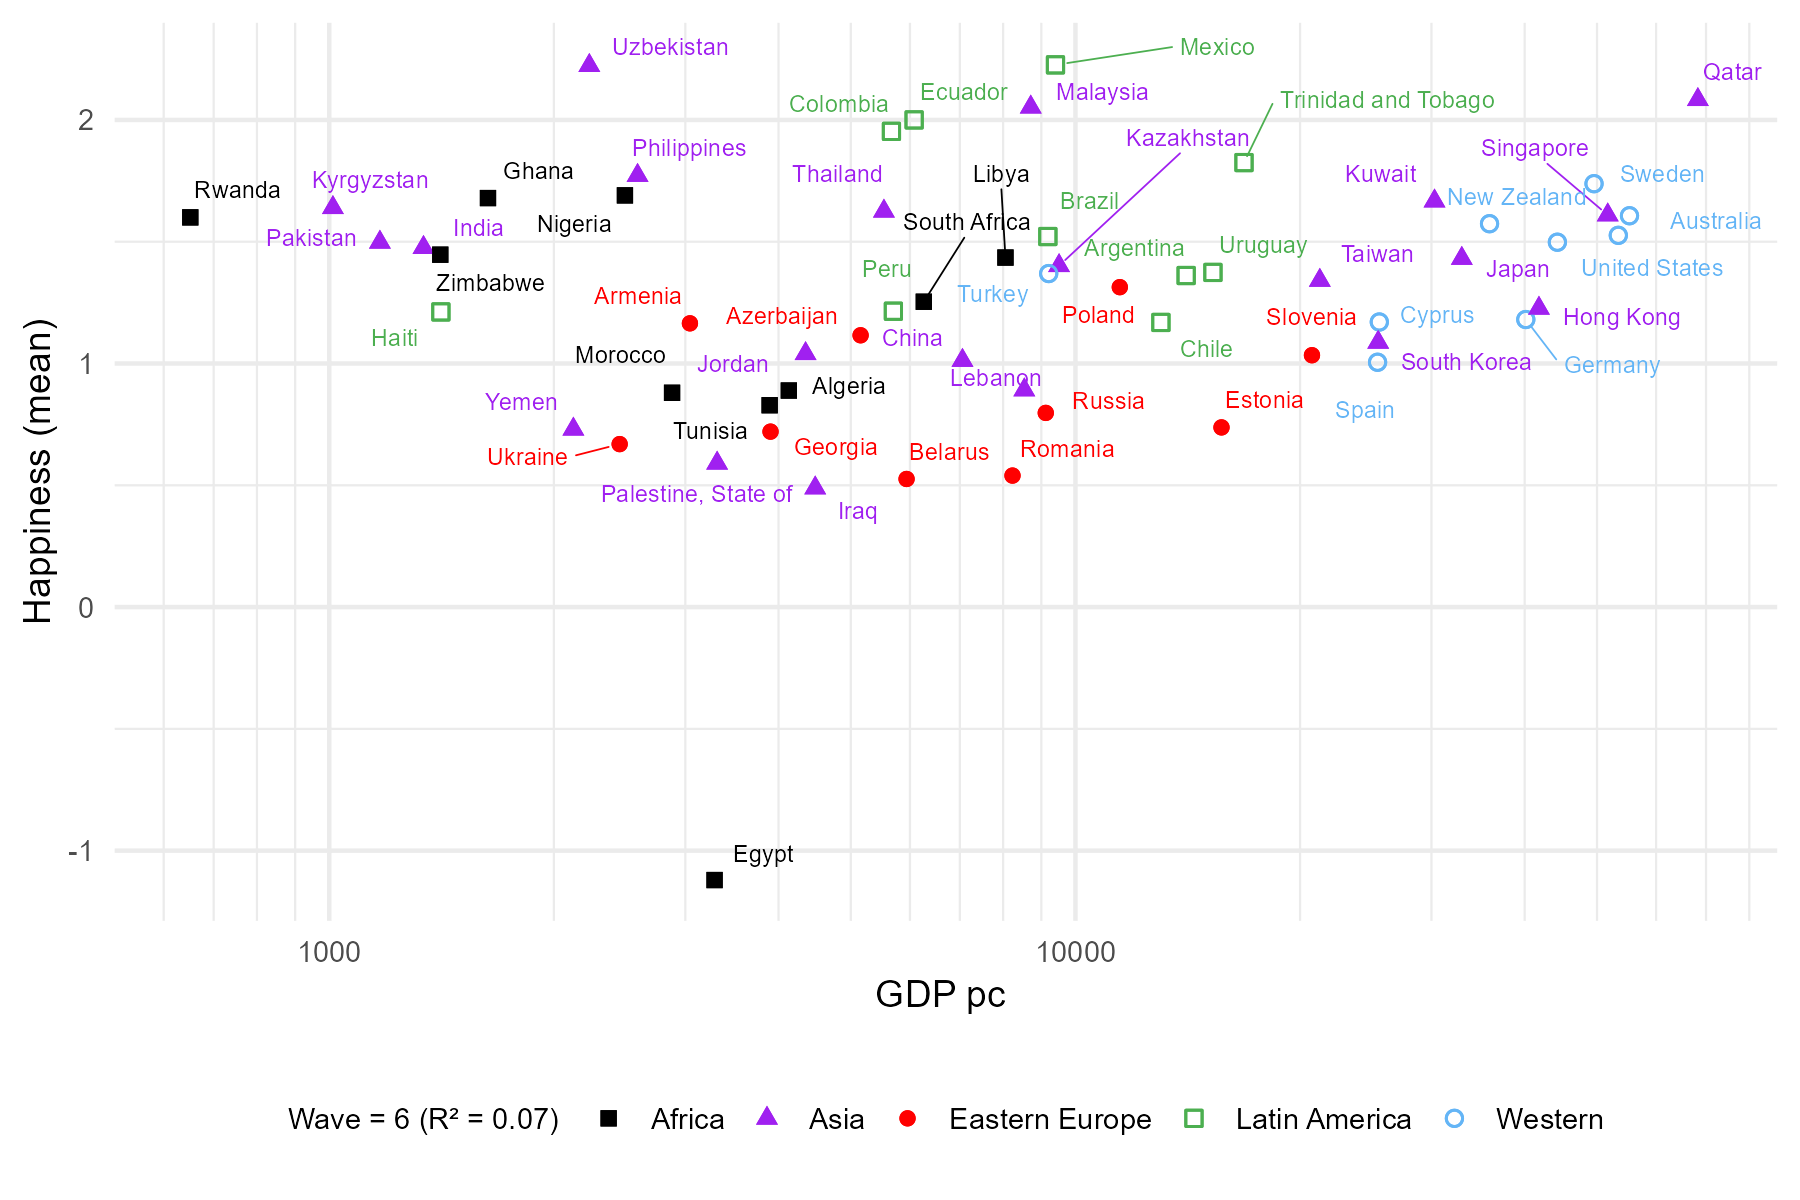 Uzbekistan
Mexico
Qatar
Colombia
Ecuador
Malaysia
Trinidad and Tobago
2
Kazakhstan
Philippines
Singapore
Ghana
Thailand
Libya
Kuwait
Sweden
Rwanda
Kyrgyzstan
Brazil
New Zealand
Nigeria
South Africa
Australia
Pakistan
India
Argentina
Uruguay
Taiwan
Peru
Japan
United States
Zimbabwe
Armenia
Turkey
Azerbaijan
Poland
Slovenia
Cyprus
Hong Kong
Haiti
China
Chile
Morocco
Jordan
1
South Korea
Germany
Lebanon
Algeria
Yemen
Russia
Estonia
Spain
Tunisia
Ukraine
Georgia
Belarus
Romania
Palestine, State of
Iraq
0
-1
Egypt
Happiness (mean)
1000
10000
GDP pc
Wave = 6 (R² = 0.07)
Africa
Asia
Eastern Europe
Latin America
Western